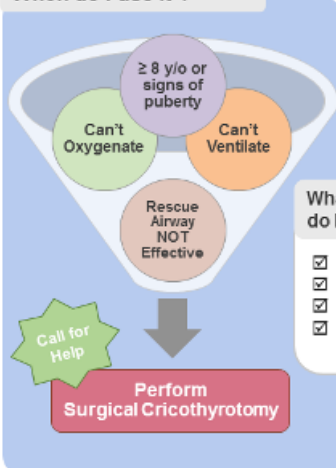 ≥ 8 y/o or
signs of
puberty
Can't
Oxygenate
Can't
Ventilate
Rescue
Airway
NOT
Effective
Call for
Help
Perform
Surgical Cricothyrotomy
do